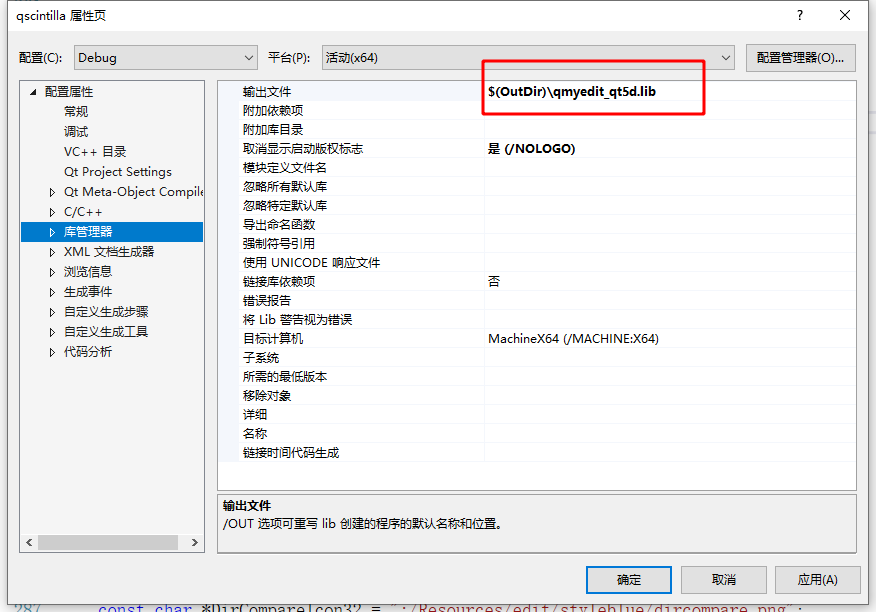 qscintilla 属性页
配置(C): Debug 平台(P): 活动(x64) 配置管理器(O)...
配置属性
常规
调试
VC++ 目录
Qt Project Settings
Qt Meta-Object Compile
C/C++
库管理器
XML 文档生成器
浏览信息
生成事件
自定义生成步骤
自定义生成工具
代码分析
输出文件 $(OutDir)\qmyedit_qt5d.lib
附加依赖项
附加库目录
取消显示启动版权标志 是 (/NOLOGO)
模块定义文件名
忽略所有默认库
忽略特定默认库
导出命名函数
强制符号引用
使用 UNICODE 响应文件
链接库依赖项 否
错误报告
将 Lib 警告视为错误
目标计算机 MachineX64 (/MACHINE:X64)
子系统
所需的最低版本
移除对象
详细
名称
链接时间代码生成
输出文件
/OUT 选项可重写 lib 创建的程序的默认名称和位置。
确定 取消 应用(A)
287 const char *DirCompareIcon32 = ":/Resources/edit/styleblue/dircompare.png";